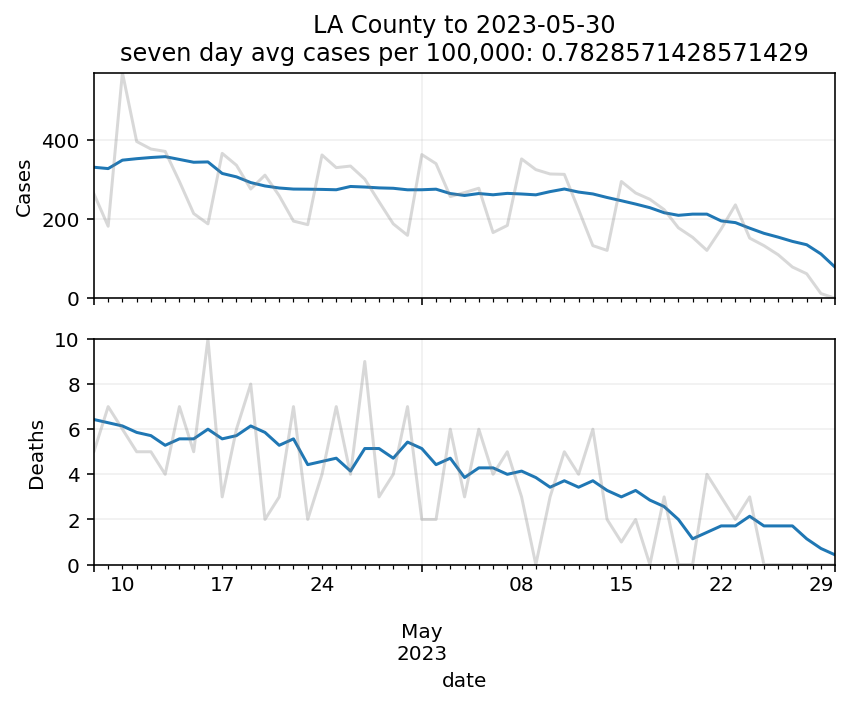 LA County to 2023-05-30
seven day avg cases per 100,000: 0.7828571428571429
Cases
400
200
0
Deaths
10
8
6
4
2
0
10 17 24 08 15 22 29
May
2023
date